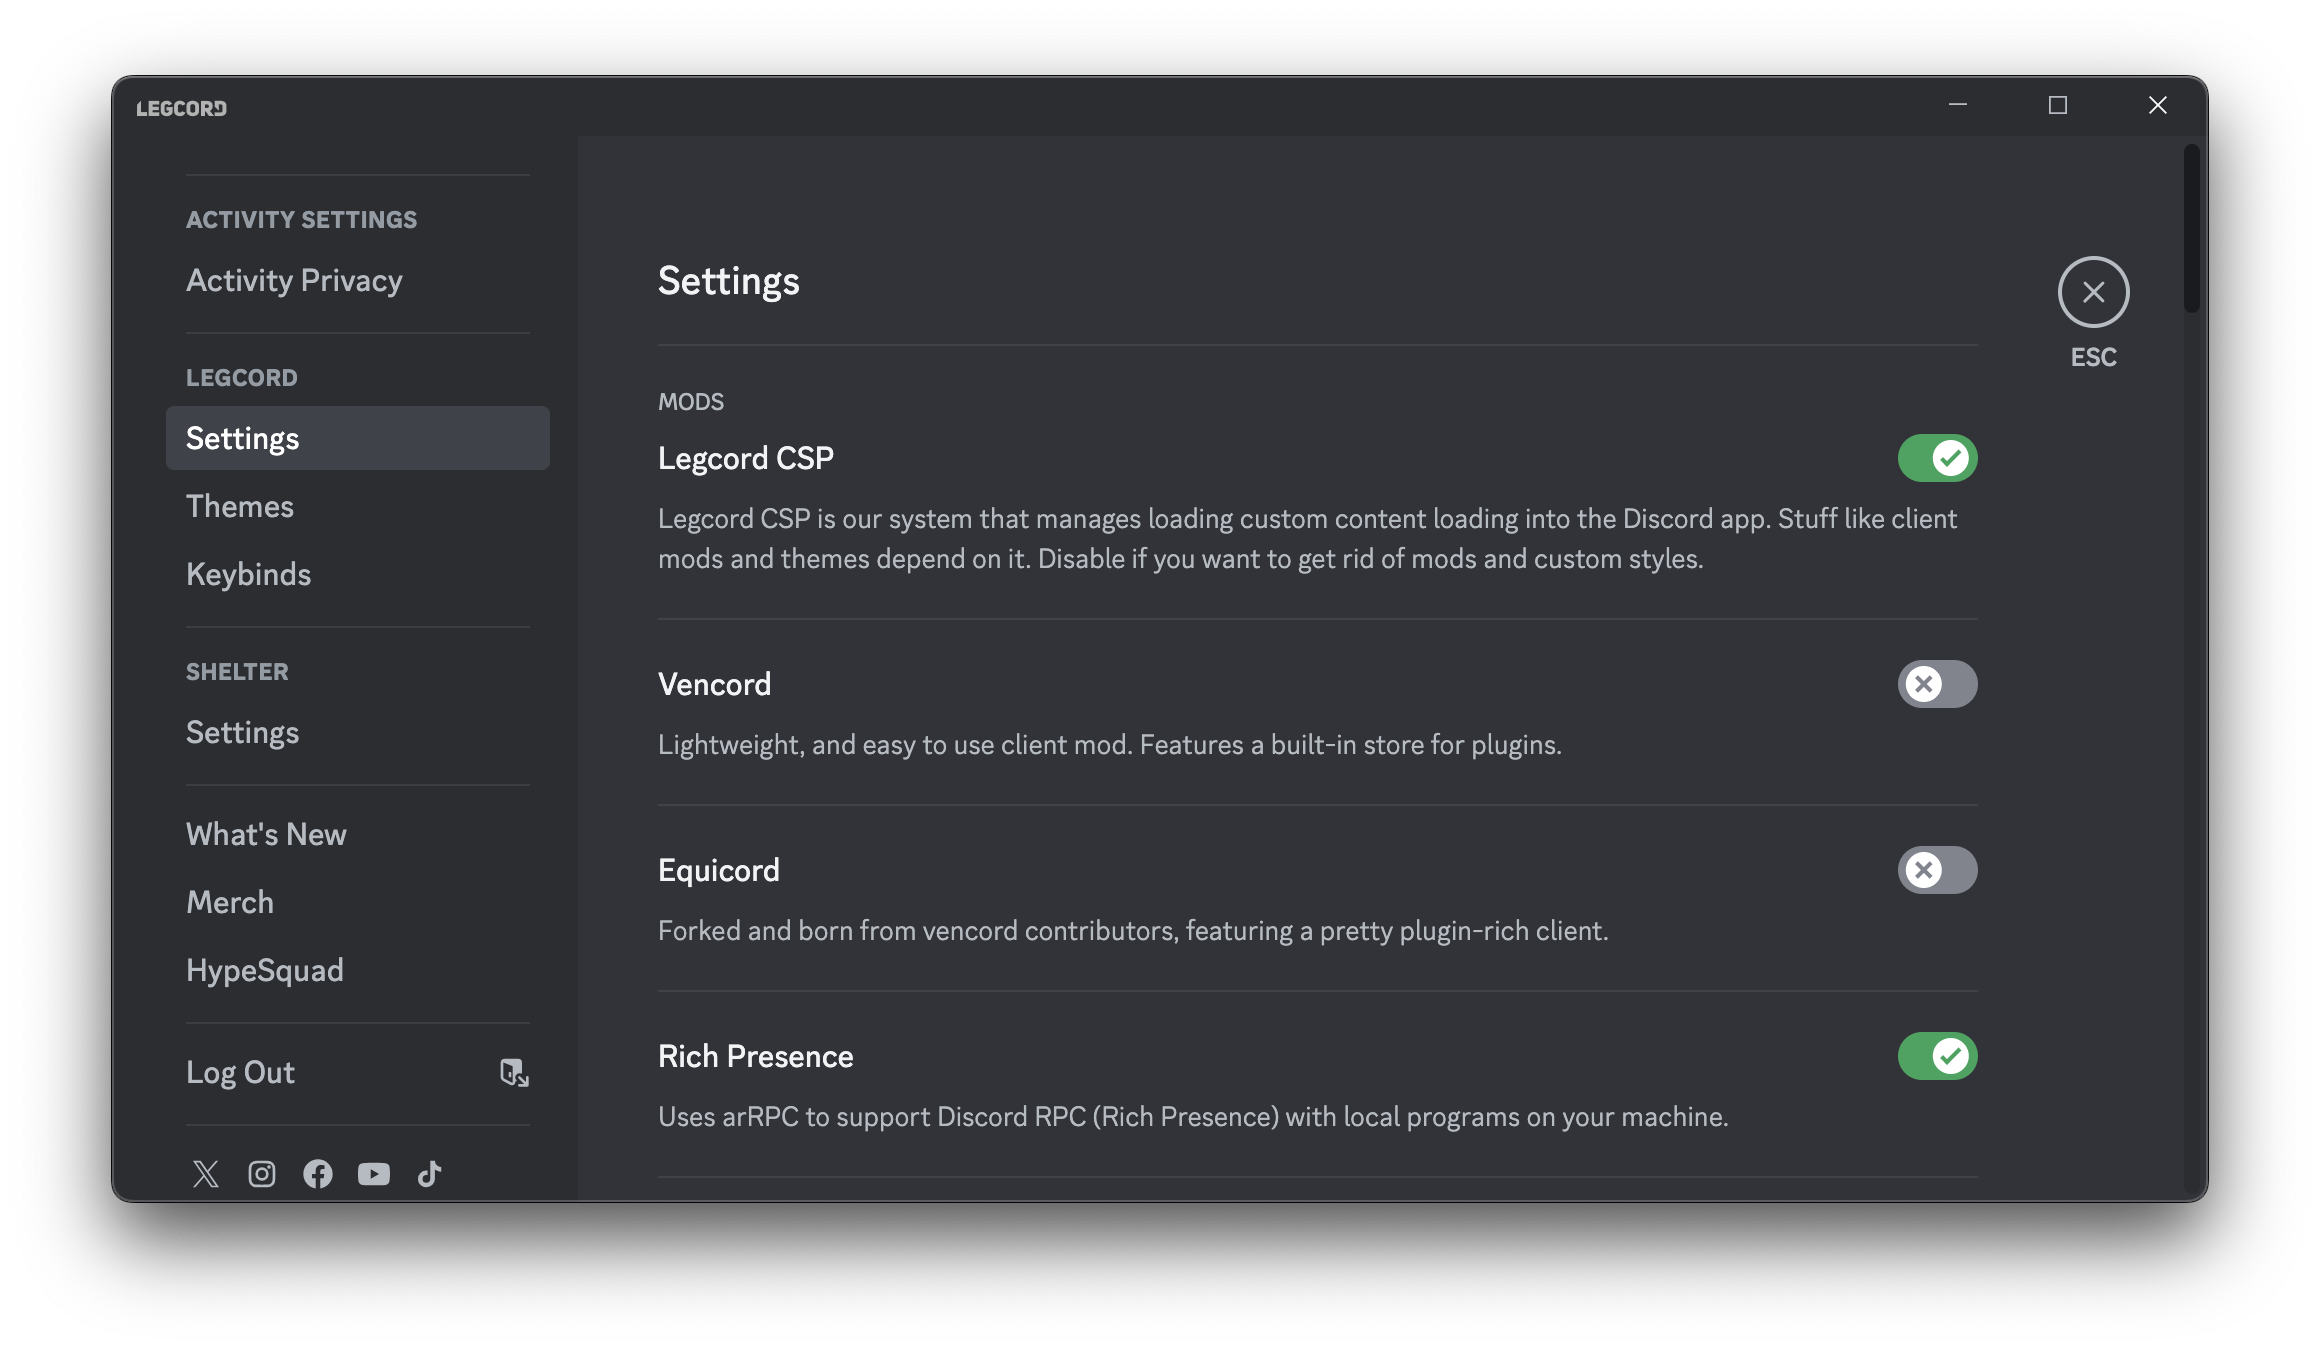 LEGCORD
ACTIVITY SETTINGS
Activity Privacy
LEGCORD
Settings
Themes
Keybinds
SHELTER
Settings
What's New
Merch
HypeSquad
Log Out
Settings
ESC
MODS
Legcord CSP
Legcord CSP is our system that manages loading custom content loading into the Discord app. Stuff like client
mods and themes depend on it. Disable if you want to get rid of mods and custom styles.
Vencord
Lightweight, and easy to use client mod. Features a built-in store for plugins.
Equicord
Forked and born from vencord contributors, featuring a pretty plugin-rich client.
Rich Presence
Uses arRPC to support Discord RPC (Rich Presence) with local programs on your machine.